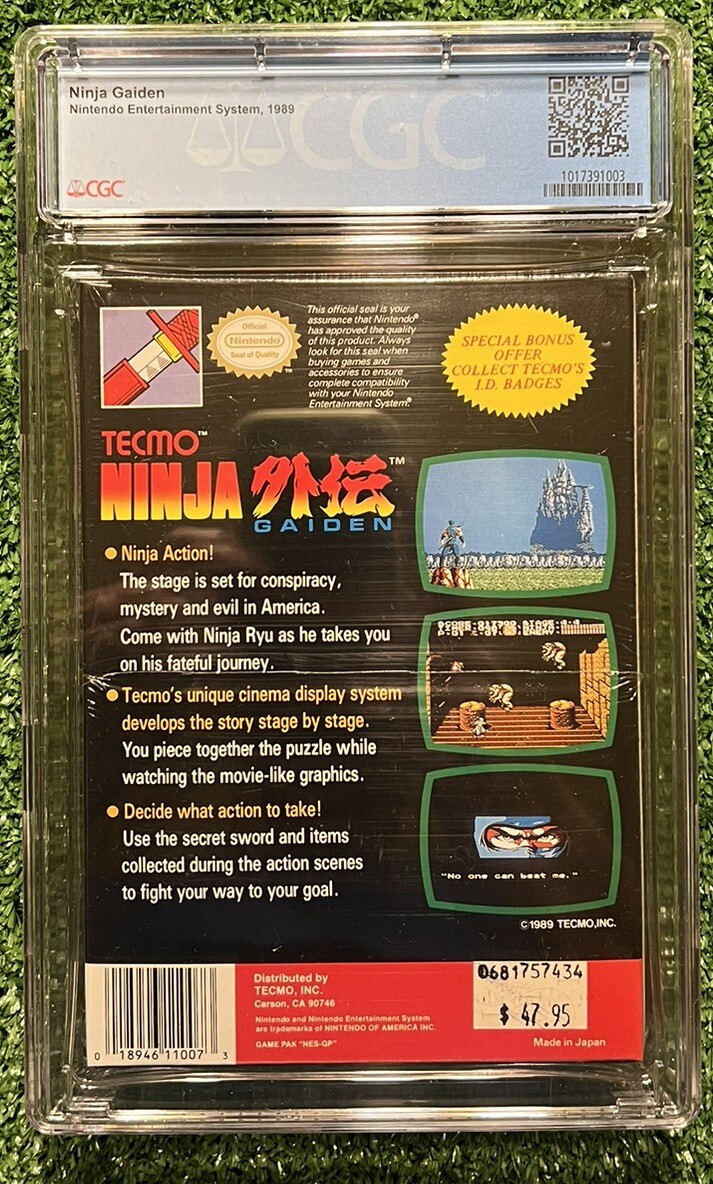 Ninja Gaiden
Nintendo Entertainment System, 1989
CGC
CGC
1017391003
Official
Nintendo®
Seal of Quality
TM
This official seal is your
assurance that Nintendo®
has approved the quality
of this product. Always
look for this seal when
buying games and
accessories to ensure
complete compatibility
with your Nintendo
Entertainment System.®
SPECIAL BONUS
OFFER
COLLECT TECMO'S
I.D. BADGES
TECMO™
NINJA 外伝™
GAIDEN
● Ninja Action!
The stage is set for conspiracy,
mystery and evil in America.
Come with Ninja Ryu as he takes you
on his fateful journey.
● Tecmo's unique cinema display system
develops the story stage by stage.
You piece together the puzzle while
watching the movie-like graphics.
● Decide what action to take!
Use the secret sword and items
collected during the action scenes
to fight your way to your goal.
"No one can beat me."
©1989 TECMO,INC.
0 18946 11007 3
Distributed by
TECMO, INC.
Carson, CA 90746
Nintendo and Nintendo Entertainment System
are trademarks of NINTENDO OF AMERICA INC.
GAME PAK "NES-GP"
0681757434
$ 47.95
Made in Japan